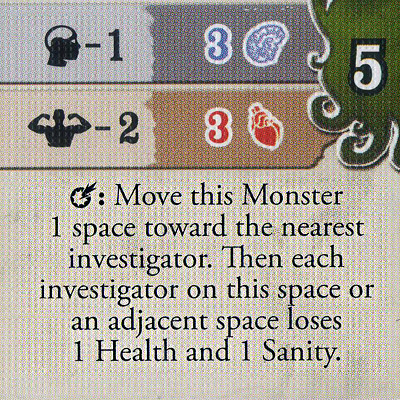 -1 3 5
-2 3
: Move this Monster
1 space toward the nearest
investigator. Then each
investigator on this space or
an adjacent space loses
1 Health and 1 Sanity.